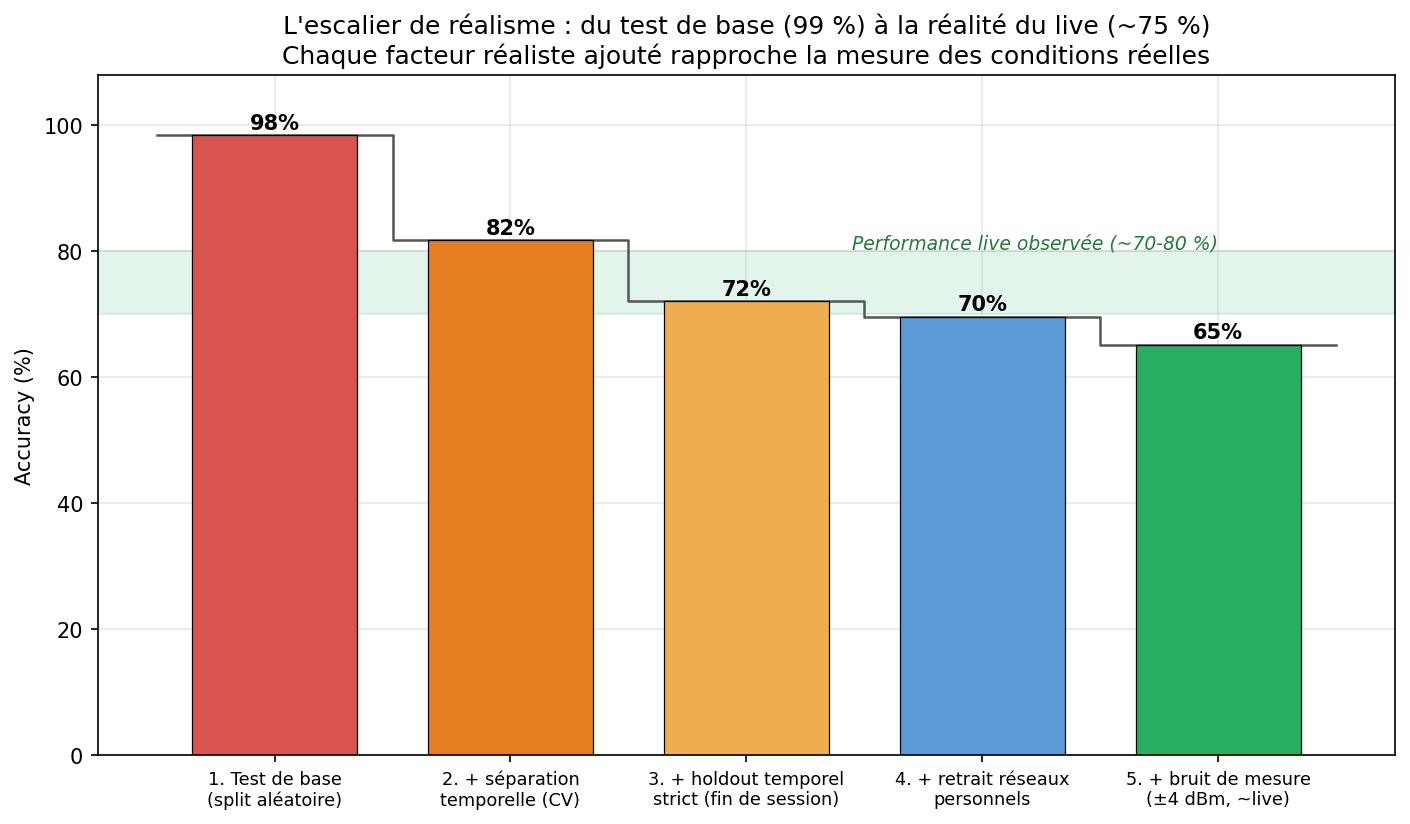 L'escalier de réalisme : du test de base (99 %) à la réalité du live (~75 %)
Chaque facteur réaliste ajouté rapproche la mesure des conditions réelles
Accuracy (%)
100
80
60
40
20
0
98%
82%
72%
70%
65%
Performance live observée (~70-80 %)
1. Test de base
(split aléatoire)
2. + séparation
temporelle (CV)
3. + holdout temporel
strict (fin de session)
4. + retrait réseaux
personnels
5. + bruit de mesure
(±4 dBm, ~live)